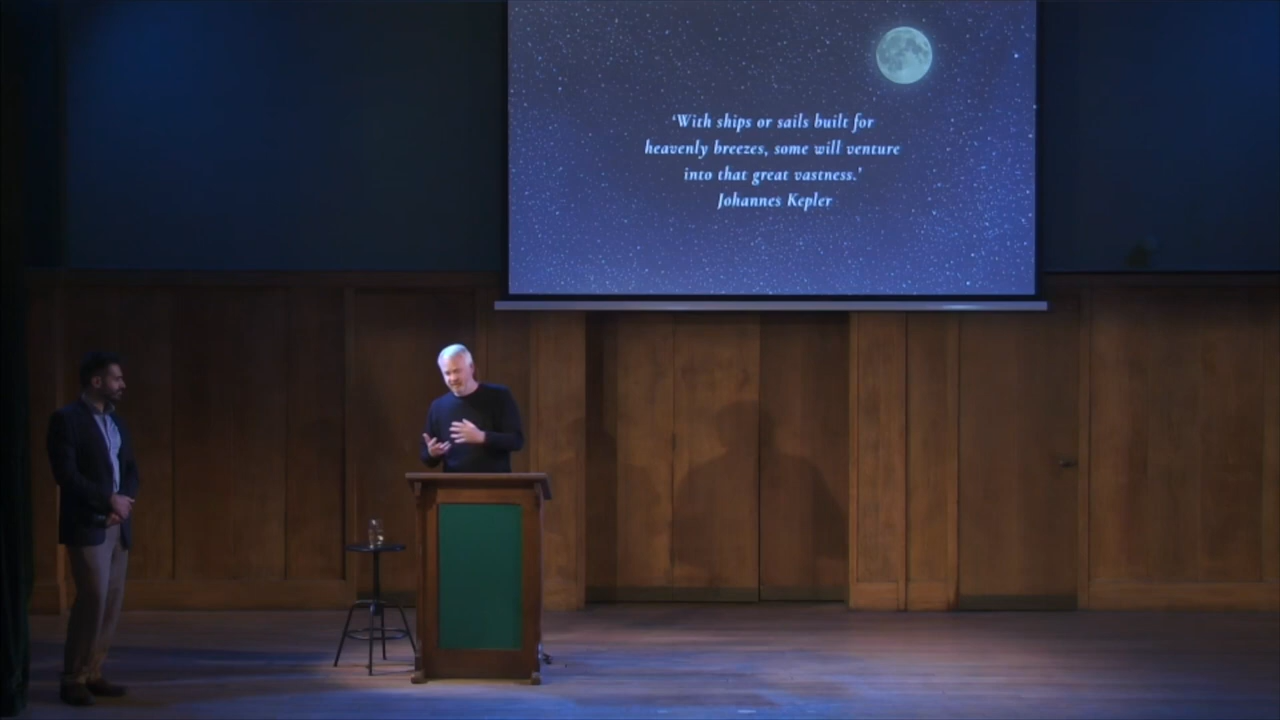 ‘With ships or sails built for
heavenly breezes, some will venture
into that great vastness.’
Johannes Kepler